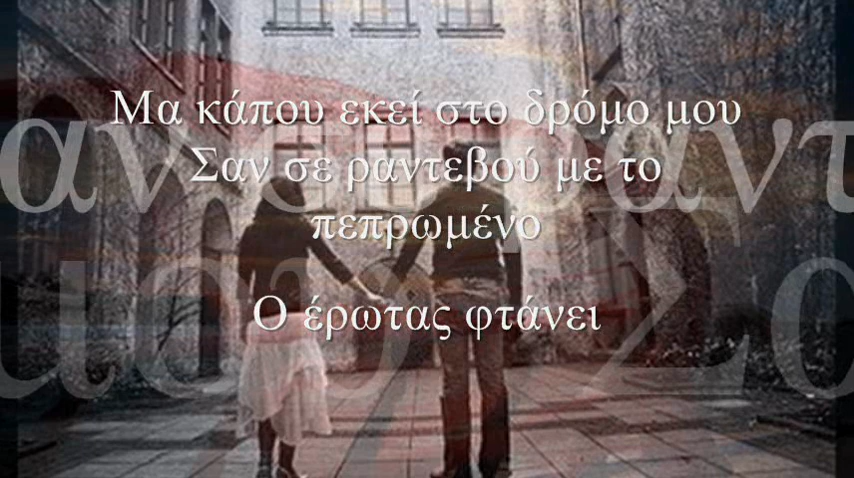 Μα κάπου εκεί στο δρόμο μου
Σαν σε ραντεβού με το
πεπρωμένο
Ο έρωτας φτάνει